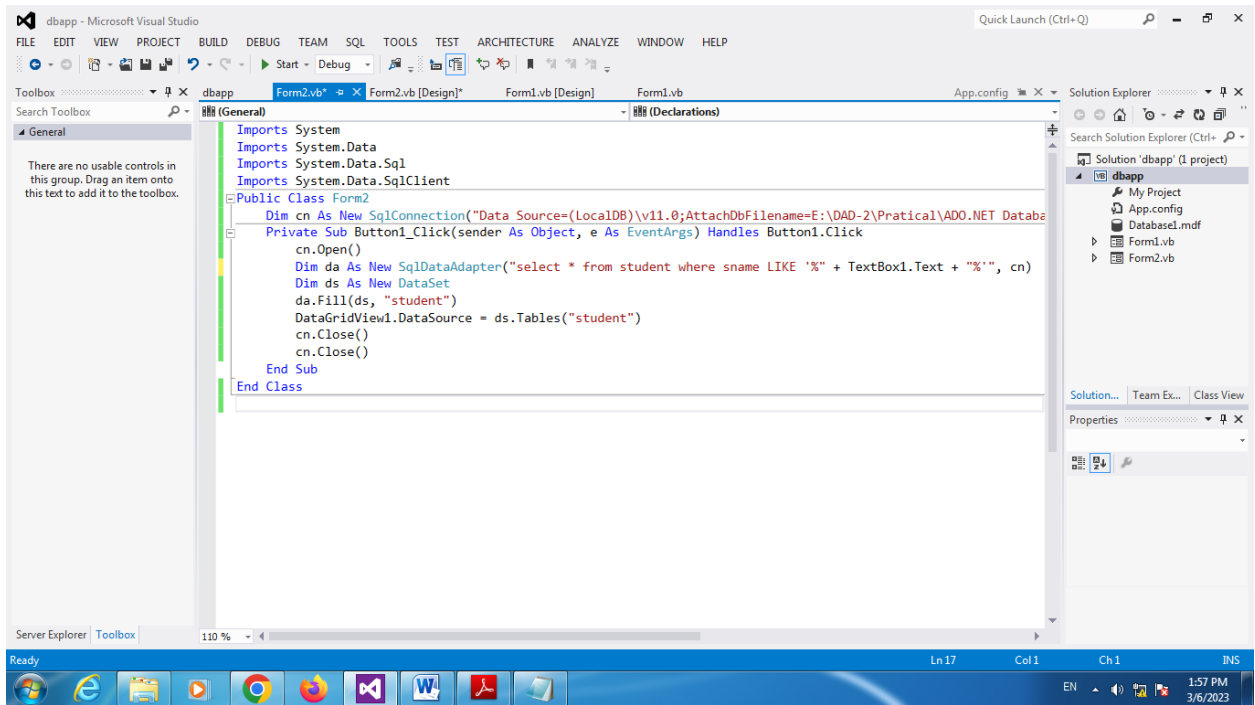 dbapp - Microsoft Visual Studio
Quick Launch (Ctrl+Q)
FILE EDIT VIEW PROJECT BUILD DEBUG TEAM SQL TOOLS TEST ARCHITECTURE ANALYZE WINDOW HELP
Start Debug
Toolbox
dbapp Form2.vb* Form2.vb [Design]* Form1.vb [Design] Form1.vb App.config
Search Toolbox
General
There are no usable controls in
this group. Drag an item onto
this text to add it to the toolbox.
(General) (Declarations)
Imports System
Imports System.Data
Imports System.Data.Sql
Imports System.Data.SqlClient
Public Class Form2
Dim cn As New SqlConnection("Data Source=(LocalDB)\v11.0;AttachDbFilename=E:\DAD-2\Pratical\ADO.NET Databa
Private Sub Button1_Click(sender As Object, e As EventArgs) Handles Button1.Click
cn.Open()
Dim da As New SqlDataAdapter("select * from student where sname LIKE '%" + TextBox1.Text + "%'", cn)
Dim ds As New DataSet
da.Fill(ds, "student")
DataGridView1.DataSource = ds.Tables("student")
cn.Close()
cn.Close()
End Sub
End Class
Solution Explorer
Search Solution Explorer (Ctrl+
Solution 'dbapp' (1 project)
VB dbapp
My Project
App.config
Database1.mdf
Form1.vb
Form2.vb
Solution... Team Ex... Class View
Properties
Server Explorer Toolbox
110 %
Ready Ln 17 Col 1 Ch 1 INS
EN 1:57 PM
3/6/2023